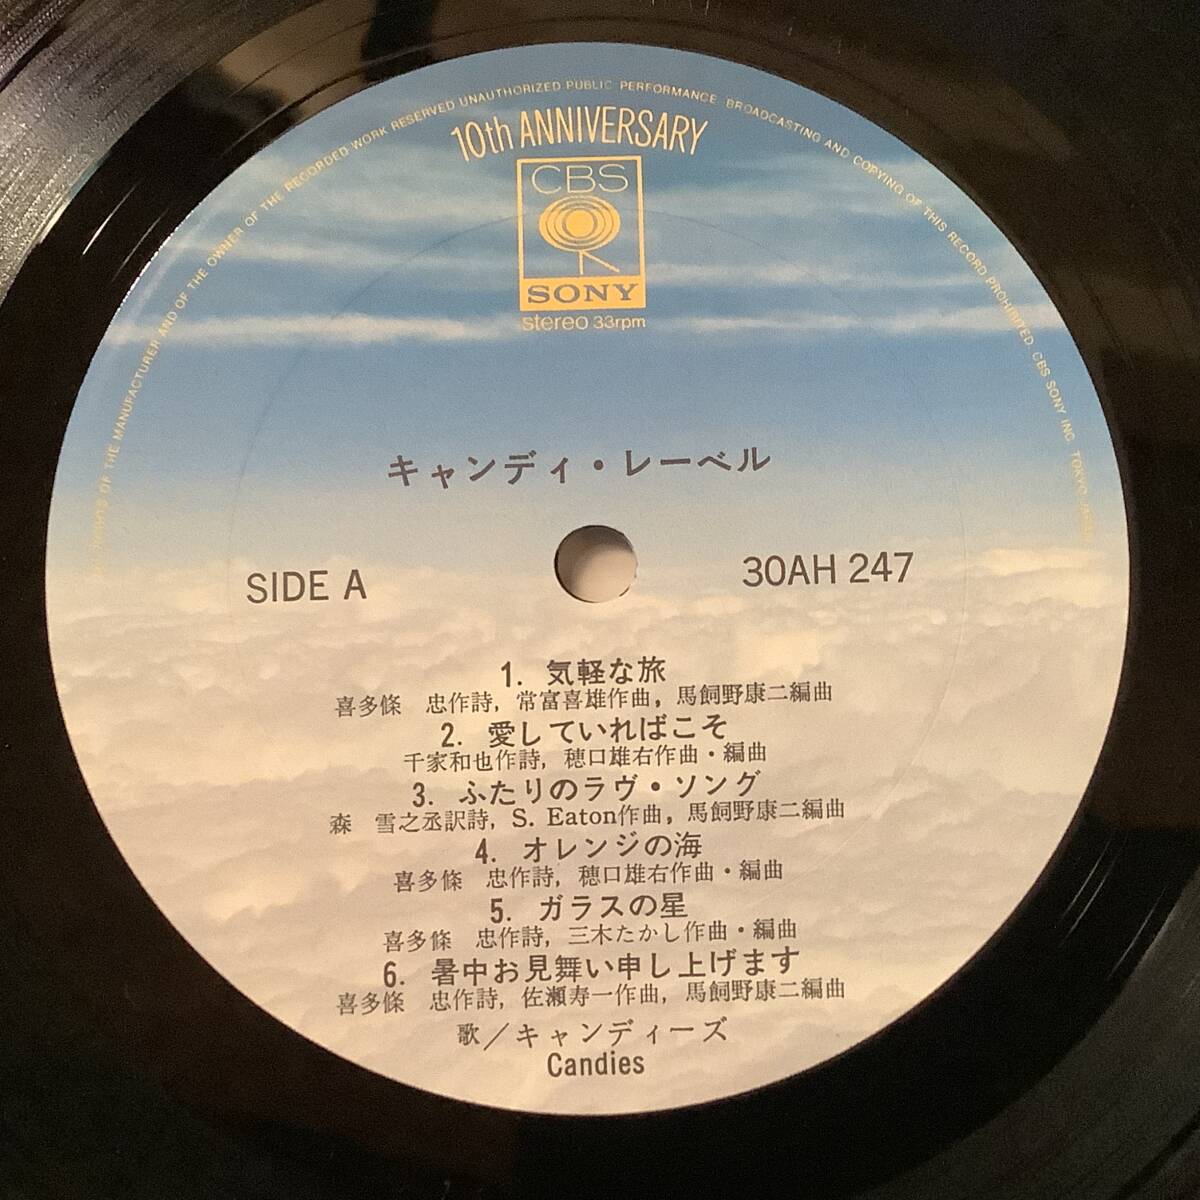 ALL RIGHTS OF THE MANUFACTURER AND OF THE OWNER OF THE RECORDED WORK RESERVED UNAUTHORIZED PUBLIC PERFORMANCE BROADCASTING AND COPYING OF THIS RECORD PROHIBITED. CBS SONY INC. TOKYO, JAPAN
10th ANNIVERSARY
CBS
SONY
stereo 33rpm
キャンディ・レーベル
SIDE A
30AH 247
1. 気軽な旅
喜多條 忠作詩, 常富喜雄作曲, 馬飼野康二編曲
2. 愛していればこそ
千家和也作詩, 穂口雄右作曲・編曲
3. ふたりのラヴ・ソング
森 雪之丞訳詩, S. Eaton作曲, 馬飼野康二編曲
4. オレンジの海
喜多條 忠作詩, 穂口雄右作曲・編曲
5. ガラスの星
喜多條 忠作詩, 三木たかし作曲・編曲
6. 暑中お見舞い申し上げます
喜多條 忠作詩, 佐瀬寿一作曲, 馬飼野康二編曲
歌／キャンディーズ
Candies